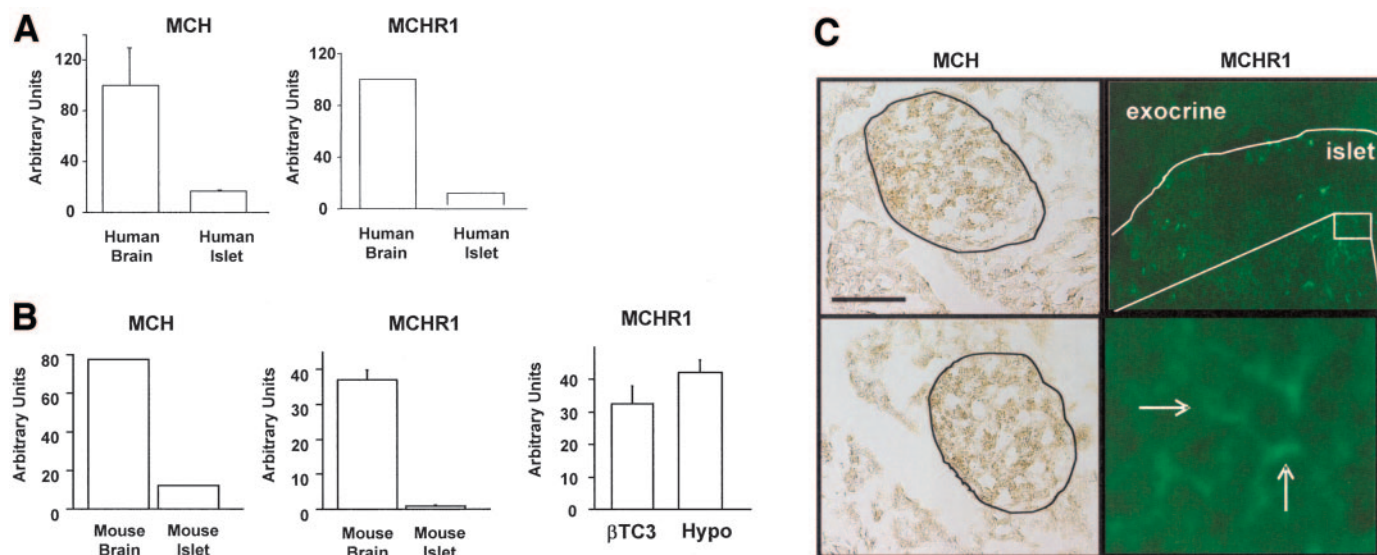 A
MCH
Arbitrary Units
120
80
40
0
Human Brain
Human Islet
MCHR1
Arbitrary Units
120
80
40
0
Human Brain
Human Islet
B
MCH
Arbitrary Units
80
60
40
20
0
Mouse Brain
Mouse Islet
MCHR1
Arbitrary Units
40
30
20
10
0
Mouse Brain
Mouse Islet
MCHR1
Arbitrary Units
40
30
20
10
0
βTC3
Hypo
C
MCH
MCHR1
exocrine
islet